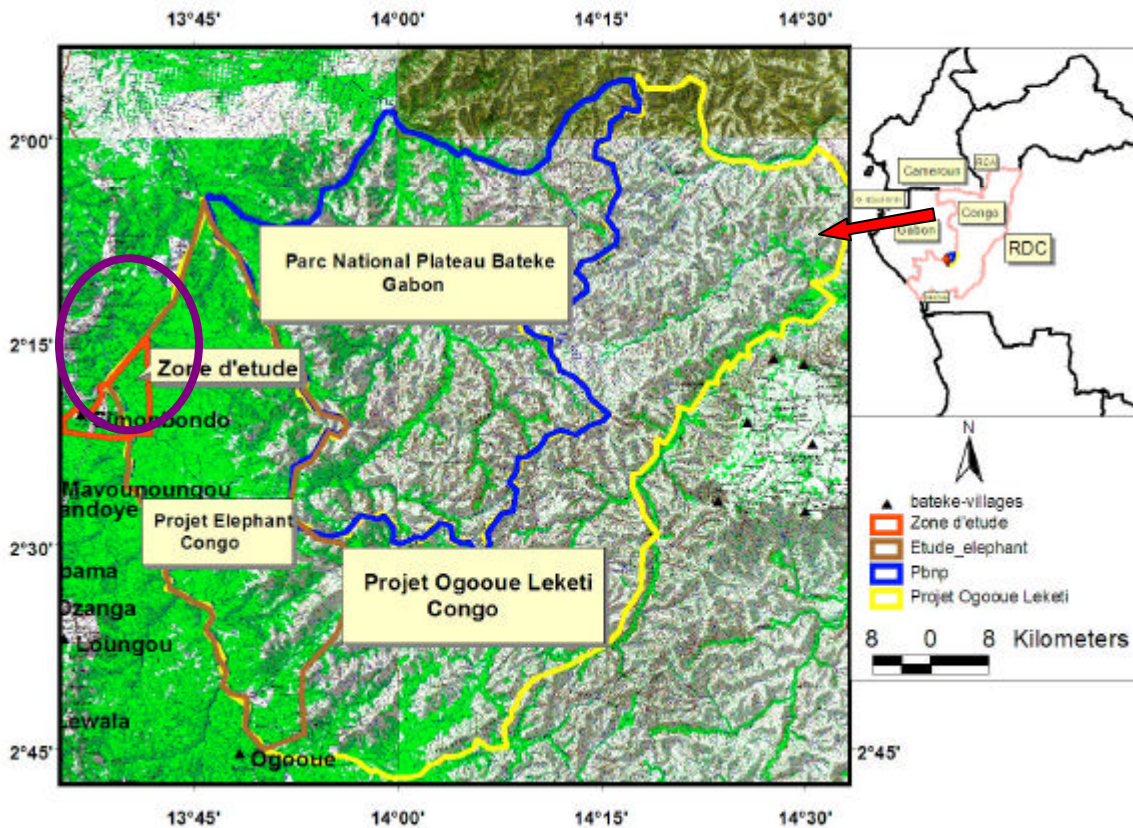 13°45'
14°00'
14°15'
14°30'
2°00'
2°15'
2°30'
2°45'
Parc National Plateau Bateke
Gabon
Zone d'etude
Simonbondo
Mavounoungou
andoye
Projet Elephant
Congo
Projet Ogooue Leketi
Congo
bama
Ozanga
Loungou
Lewala
Ogooue
13°45'
14°00'
14°15'
14°30'
2°45'
Cameroun
RCA
Congo
Gabon
RDC
N
bateke-villages
Zone d'etude
Etude_elephant
Pbnp
Projet Ogooue Leketi
8 0 8 Kilometers